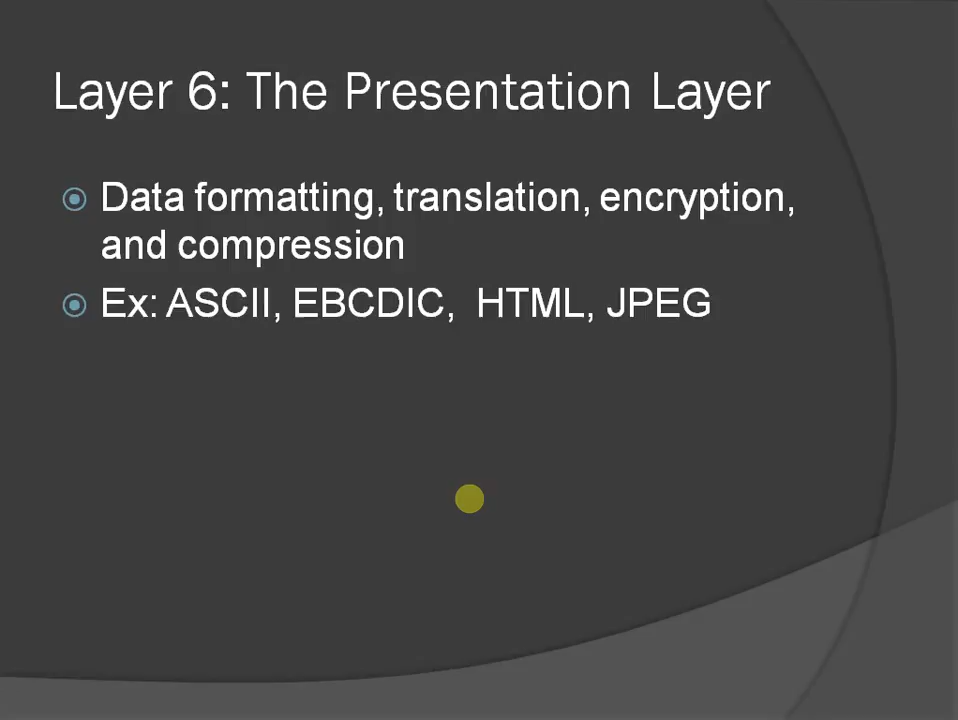 Layer 6: The Presentation Layer
Data formatting, translation, encryption,
and compression
Ex: ASCII, EBCDIC,  HTML, JPEG